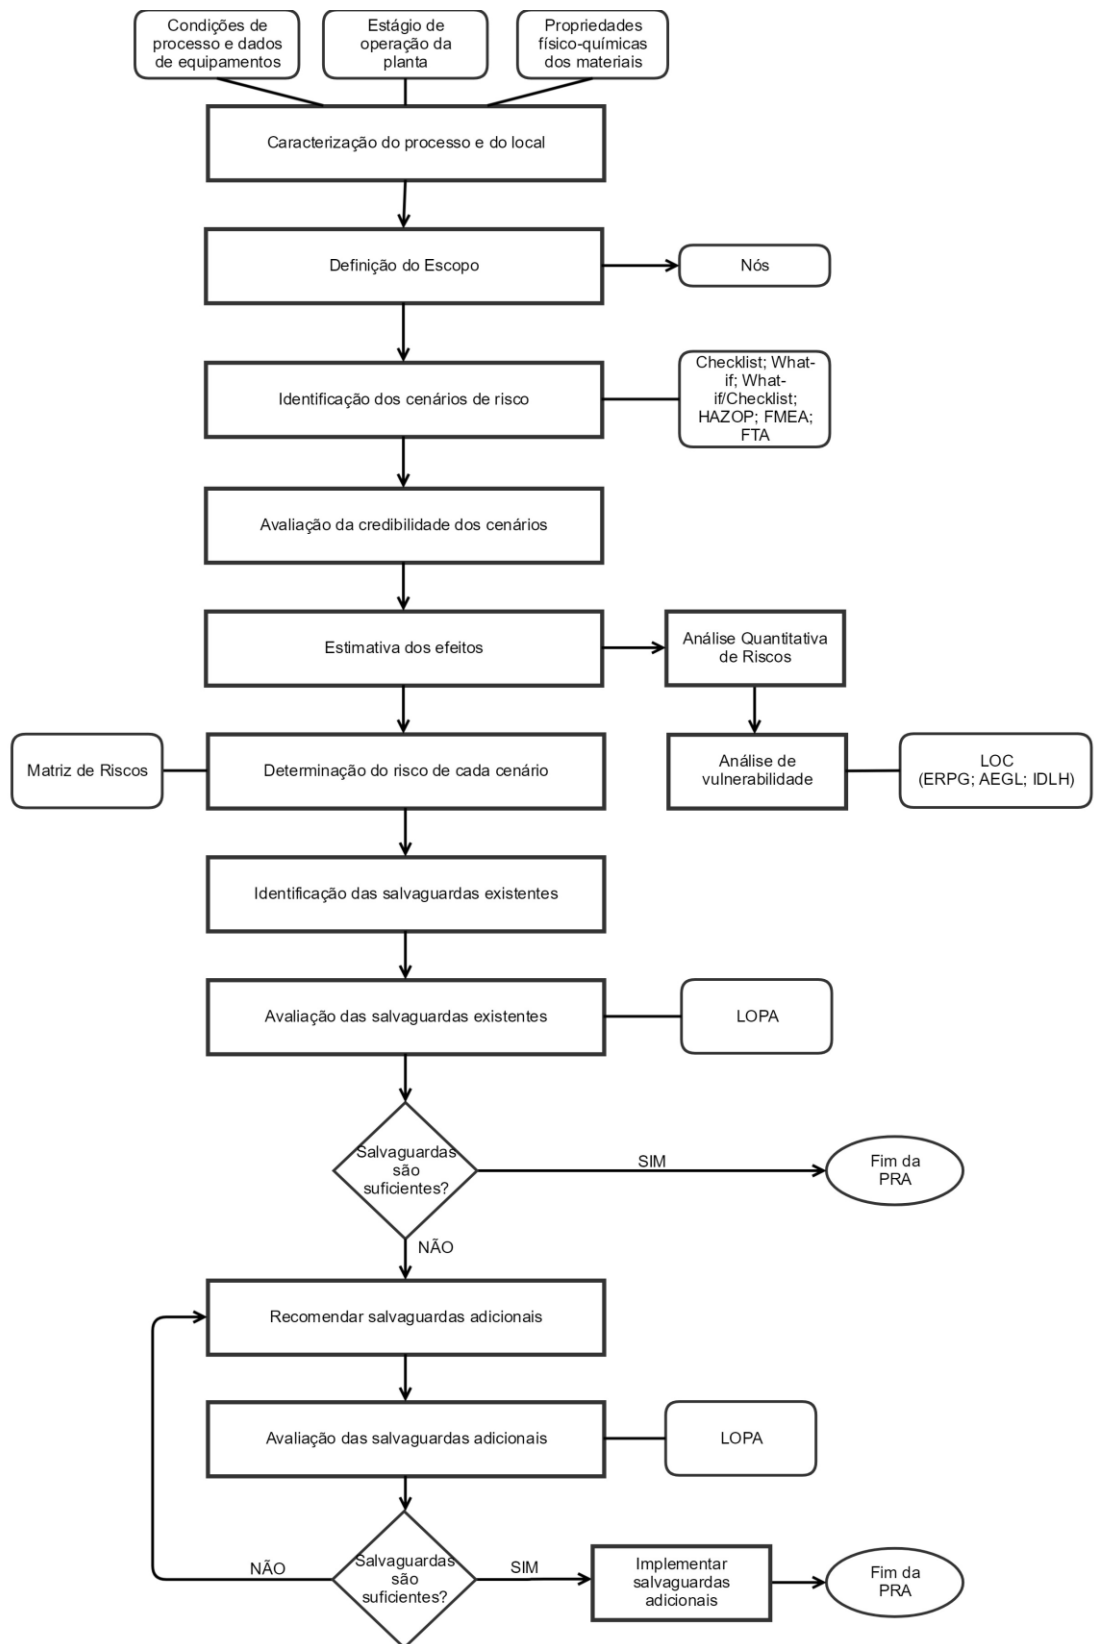 Condições de
processo e dados
de equipamentos
Estágio de
operação da
planta
Propriedades
físico-químicas
dos materiais
Caracterização do processo e do local
Definição do Escopo
Nós
Identificação dos cenários de risco
Checklist; What-
if; What-
if/Checklist;
HAZOP; FMEA;
FTA
Avaliação da credibilidade dos cenários
Estimativa dos efeitos
Análise Quantitativa
de Riscos
Matriz de Riscos
Determinação do risco de cada cenário
Análise de
vulnerabilidade
LOC
(ERPG; AEGL; IDLH)
Identificação das salvaguardas existentes
Avaliação das salvaguardas existentes
LOPA
Salvaguardas
são
suficientes?
SIM
Fim da
PRA
NÃO
Recomendar salvaguardas adicionais
Avaliação das salvaguardas adicionais
LOPA
NÃO
Salvaguardas
são
suficientes?
SIM
Implementar
salvaguardas
adicionais
Fim da
PRA